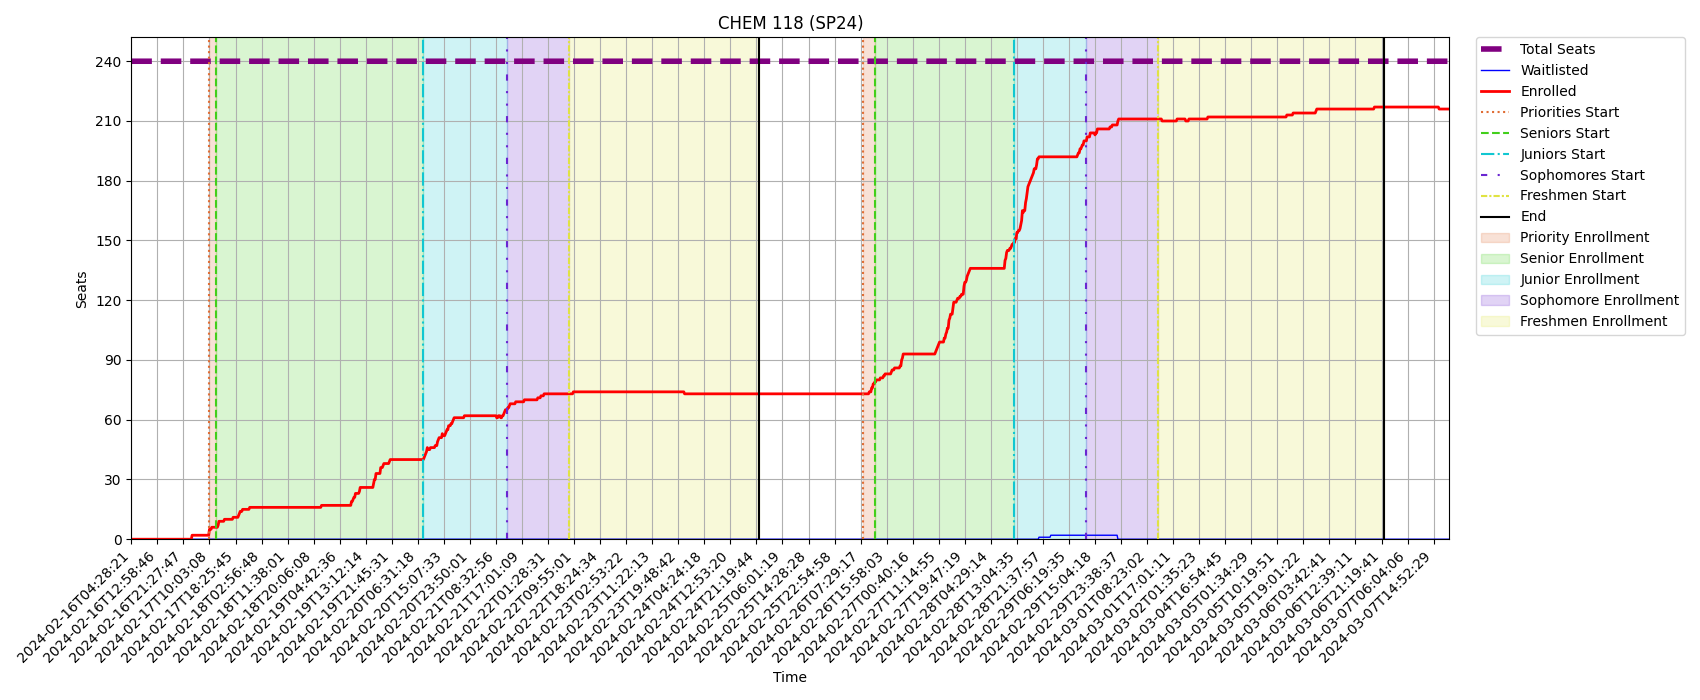 CHEM 118 (SP24)
Seats
240
210
180
150
120
90
60
30
0
2024-02-16T04:28:21
2024-02-16T12:58:46
2024-02-16T21:27:47
2024-02-17T10:03:08
2024-02-17T18:25:45
2024-02-18T02:56:48
2024-02-18T11:38:01
2024-02-18T20:06:08
2024-02-19T04:42:36
2024-02-19T13:12:14
2024-02-19T21:45:31
2024-02-20T06:31:18
2024-02-20T15:07:33
2024-02-20T23:50:01
2024-02-21T08:32:56
2024-02-21T17:01:09
2024-02-22T01:28:31
2024-02-22T09:55:01
2024-02-22T18:24:34
2024-02-23T02:53:22
2024-02-23T11:22:13
2024-02-23T19:48:42
2024-02-24T04:24:18
2024-02-24T12:53:20
2024-02-24T21:19:44
2024-02-25T06:01:19
2024-02-25T14:28:28
2024-02-25T22:54:58
2024-02-26T07:29:17
2024-02-26T15:58:03
2024-02-27T00:40:16
2024-02-27T11:14:55
2024-02-27T19:47:19
2024-02-28T04:29:14
2024-02-28T13:04:35
2024-02-28T21:37:57
2024-02-29T06:19:35
2024-02-29T15:04:18
2024-02-29T23:38:37
2024-03-01T08:23:02
2024-03-01T17:01:11
2024-03-02T01:35:23
2024-03-04T16:54:45
2024-03-05T01:34:29
2024-03-05T10:19:51
2024-03-05T19:01:22
2024-03-06T03:42:41
2024-03-06T12:39:11
2024-03-06T21:19:41
2024-03-07T06:04:06
2024-03-07T14:52:29
Time
Total Seats
Waitlisted
Enrolled
Priorities Start
Seniors Start
Juniors Start
Sophomores Start
Freshmen Start
End
Priority Enrollment
Senior Enrollment
Junior Enrollment
Sophomore Enrollment
Freshmen Enrollment